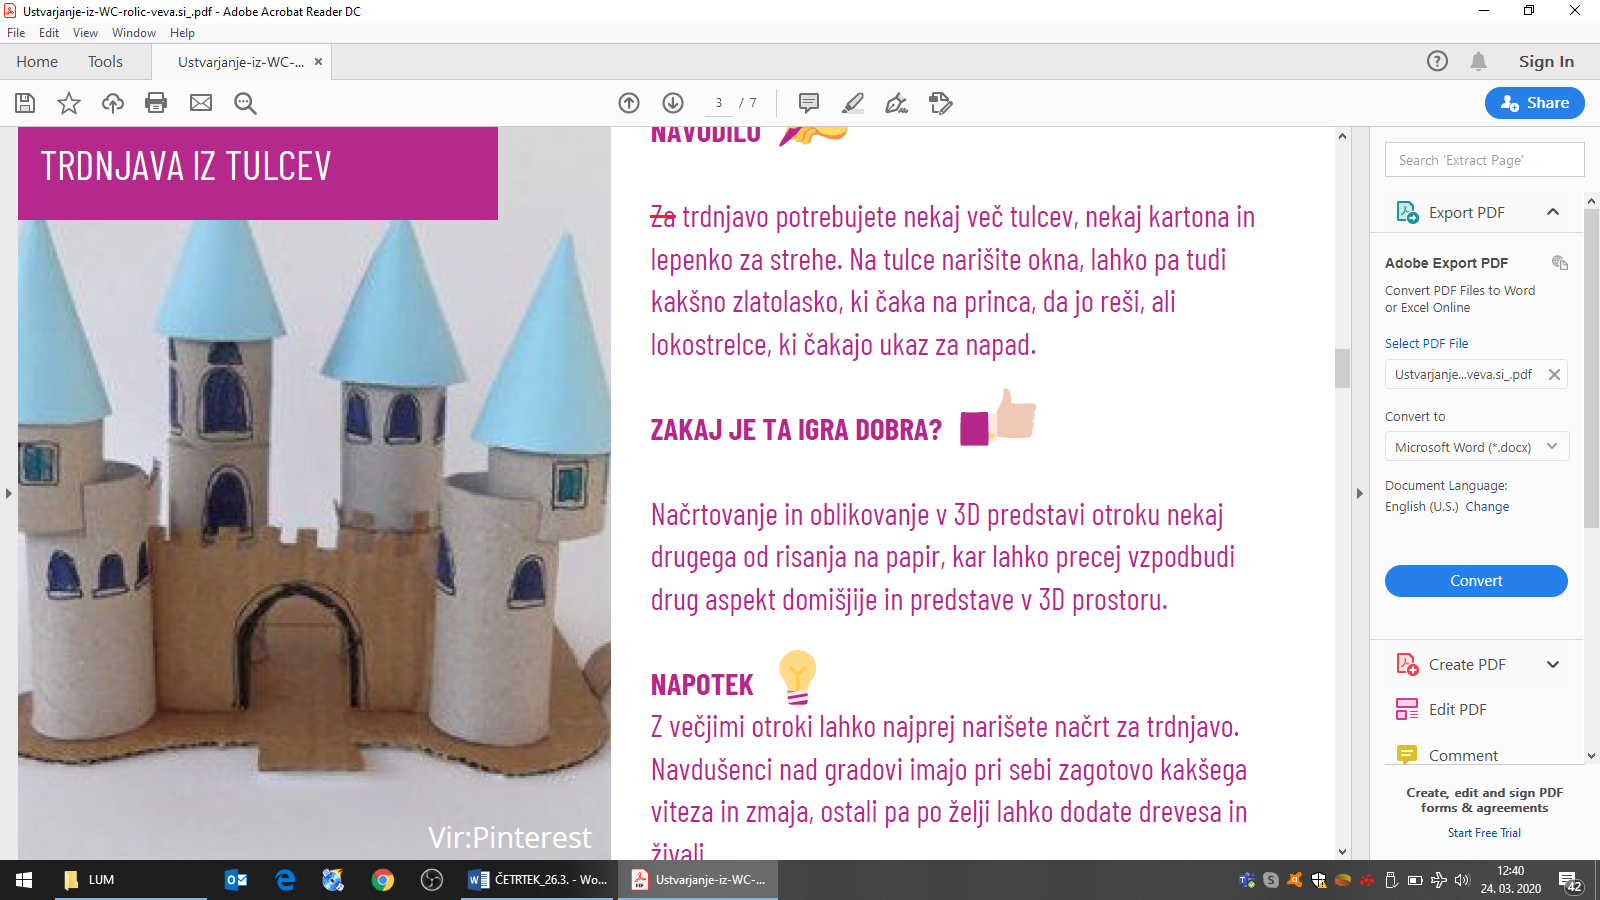 Ustvarjanje-iz-WC-rolic-veva.si_.pdf - Adobe Acrobat Reader DC
File Edit View Window Help
Home Tools Ustvarjanje-iz-WC-... × Sign In
3 / 7 Share
TRDNJAVA IZ TULCEV
NAVODILO
Za trdnjavo potrebujete nekaj več tulcev, nekaj kartona in
lepenko za strehe. Na tulce narišite okna, lahko pa tudi
kakšno zlatolasko, ki čaka na princa, da jo reši, ali
lokostrelce, ki čakajo ukaz za napad.
ZAKAJ JE TA IGRA DOBRA?
Načrtovanje in oblikovanje v 3D predstavi otroku nekaj
drugega od risanja na papir, kar lahko precej vzpodbudi
drug aspekt domišjije in predstave v 3D prostoru.
NAPOTEK
Z večjimi otroki lahko najprej narišete načrt za trdnjavo.
Navdušenci nad gradovi imajo pri sebi zagotovo kakšega
viteza in zmaja, ostali pa po želji lahko dodate drevesa in
živali
Vir:Pinterest
Search 'Extract Page'
Export PDF
Adobe Export PDF
Convert PDF Files to Word
or Excel Online
Select PDF File
Ustvarjanje...veva.si_.pdf
Convert to
Microsoft Word (*.docx)
Document Language:
English (U.S.) Change
Convert
Create PDF
Edit PDF
Comment
Create, edit and sign PDF
forms & agreements
Start Free Trial
LUM
ČETRTEK_26.3. - Wo...
Ustvarjanje-iz-WC-...
12:40
24. 03. 2020
42